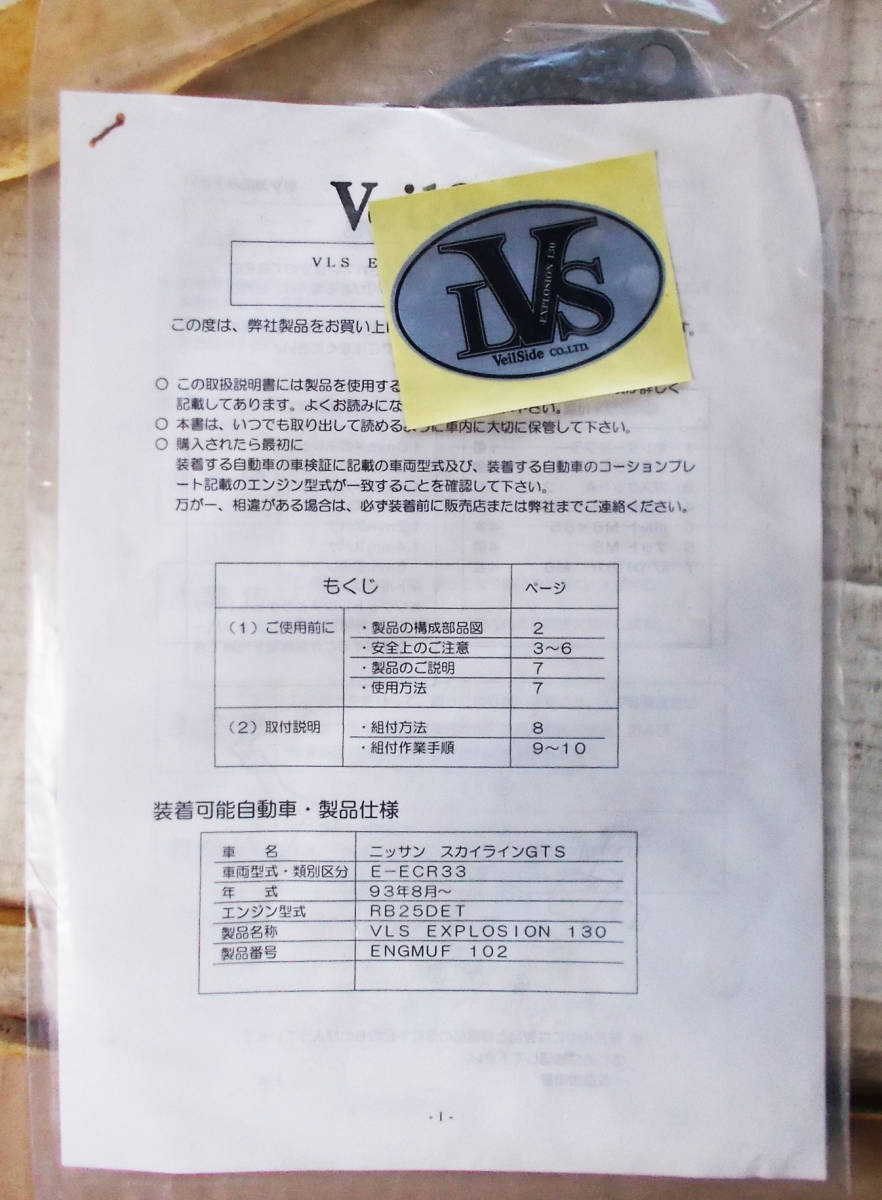 VLS E
VLS
EXPLOSION 130
VeilSide CO.,LTD
この度は、弊社製品をお買い上
す。
○ この取扱説明書には製品を使用する
詳しく
記載してあります。よくお読みにな
下さい。
○ 本書は、いつでも取り出して読めるように車内に大切に保管して下さい。
○ 購入されたら最初に
装着する自動車の車検証に記載の車両型式及び、装着する自動車のコーションプレ
ート記載のエンジン型式が一致することを確認して下さい。
万が一、相違がある場合は、必ず装着前に販売店または弊社までご連絡ください。
もくじ ページ
(1)ご使用前に ・製品の構成部品図 2
・安全上のご注意 3〜6
・製品のご説明 7
・使用方法 7
(2)取付説明 ・組付方法 8
・組付作業手順 9〜10
装着可能自動車・製品仕様
車 名 ニッサン スカイラインGTS
車両型式・類別区分 E−ECR33
年 式 93年8月〜
エンジン型式 RB25DET
製品名称 VLS EXPLOSION 130
製品番号 ENGMUF 102
- 1 -